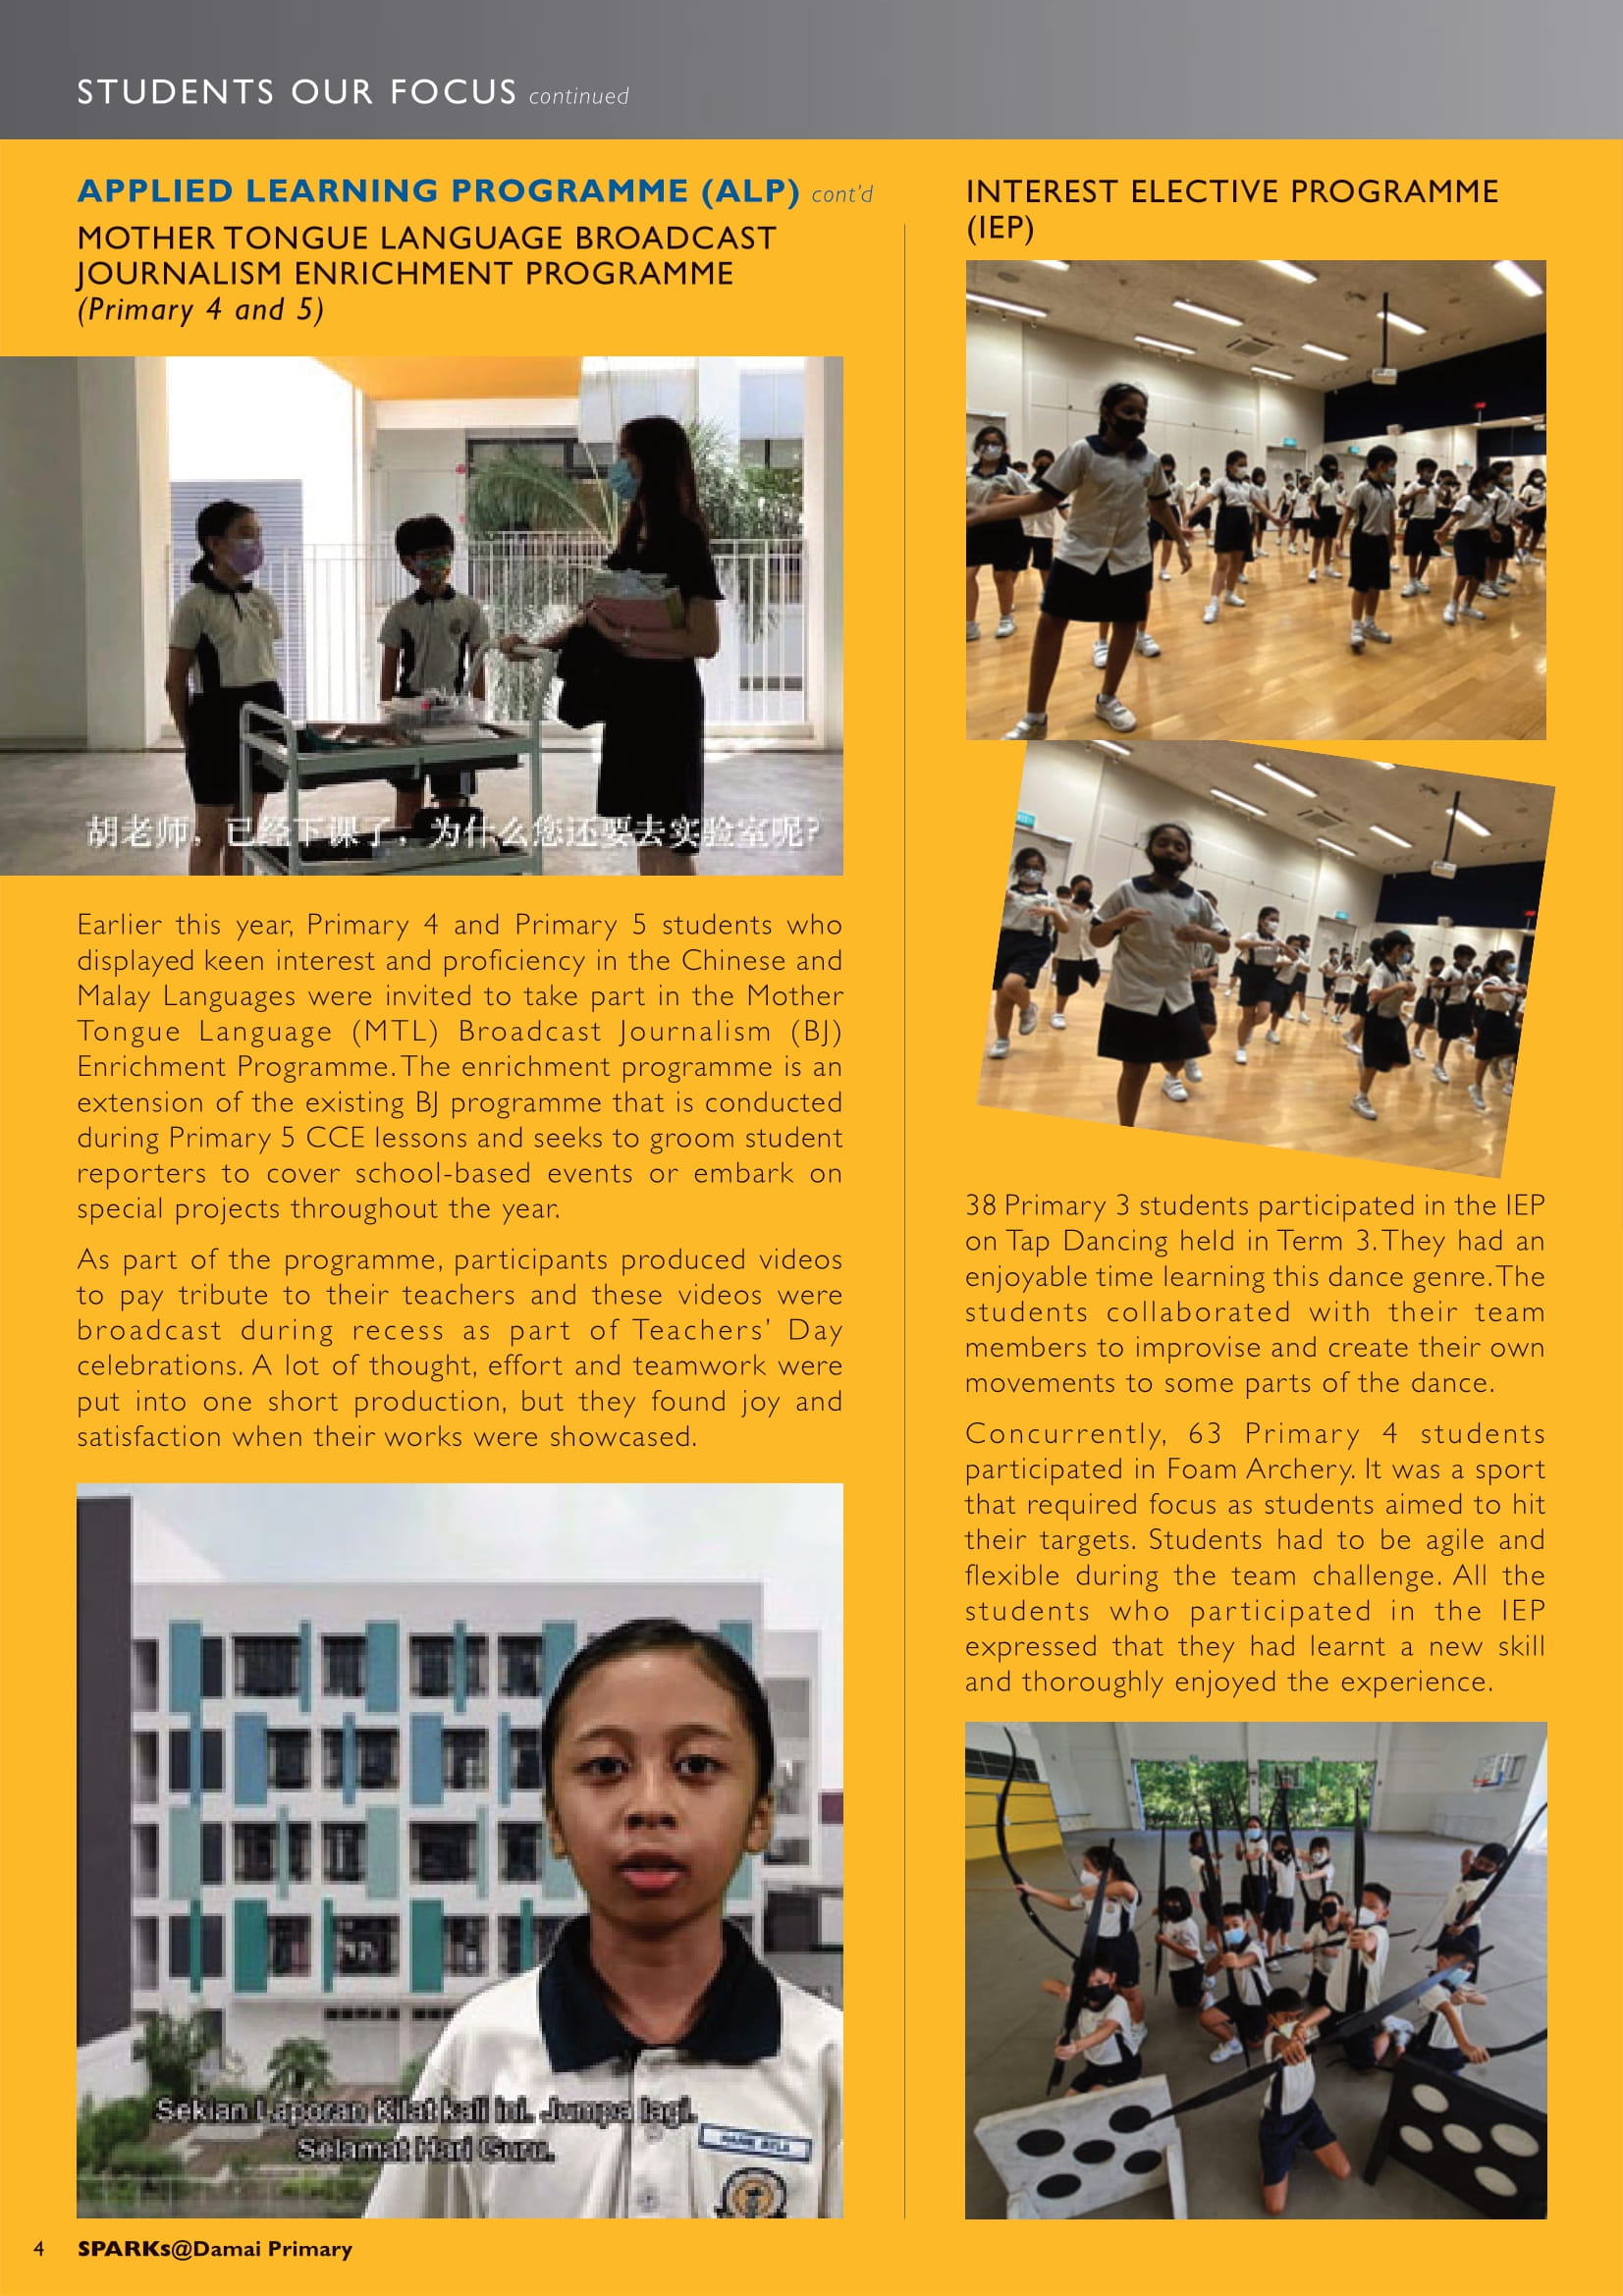 STUDENTS OUR FOCUS continued
APPLIED LEARNING PROGRAMME (ALP) cont'd
MOTHER TONGUE LANGUAGE BROADCAST
JOURNALISM ENRICHMENT PROGRAMME
(Primary 4 and 5)
胡老师，已经下课了，为什么您还要去实验室呢？
Earlier this year, Primary 4 and Primary 5 students who
displayed keen interest and proficiency in the Chinese and
Malay Languages were invited to take part in the Mother
Tongue Language (MTL) Broadcast Journalism (BJ)
Enrichment Programme. The enrichment programme is an
extension of the existing BJ programme that is conducted
during Primary 5 CCE lessons and seeks to groom student
reporters to cover school-based events or embark on
special projects throughout the year.
As part of the programme, participants produced videos
to pay tribute to their teachers and these videos were
broadcast during recess as part of Teachers' Day
celebrations. A lot of thought, effort and teamwork were
put into one short production, but they found joy and
satisfaction when their works were showcased.
Sekian Laporan Kilat kali ini. Jumpa lagi.
Selamat Hari Guru.
INTEREST ELECTIVE PROGRAMME
(IEP)
38 Primary 3 students participated in the IEP
on Tap Dancing held in Term 3. They had an
enjoyable time learning this dance genre. The
students collaborated with their team
members to improvise and create their own
movements to some parts of the dance.
Concurrently, 63 Primary 4 students
participated in Foam Archery. It was a sport
that required focus as students aimed to hit
their targets. Students had to be agile and
flexible during the team challenge. All the
students who participated in the IEP
expressed that they had learnt a new skill
and thoroughly enjoyed the experience.
4 SPARKs@Damai Primary